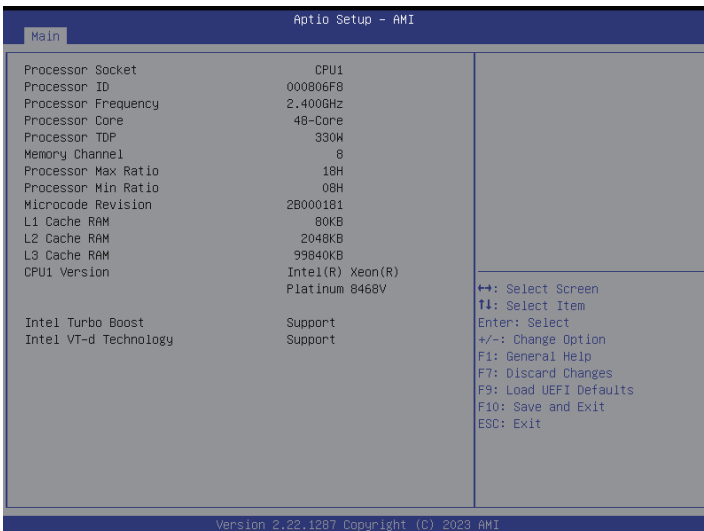 Aptio Setup – AMI
Main
Processor Socket CPU1
Processor ID 000806F8
Processor Frequency 2.400GHz
Processor Core 48-Core
Processor TDP 330W
Memory Channel 8
Processor Max Ratio 18H
Processor Min Ratio 08H
Microcode Revision 2B000181
L1 Cache RAM 80KB
L2 Cache RAM 2048KB
L3 Cache RAM 99840KB
CPU1 Version Intel(R) Xeon(R)
Platinum 8468V
Intel Turbo Boost Support
Intel VT-d Technology Support
↔: Select Screen
↑↓: Select Item
Enter: Select
+/-: Change Option
F1: General Help
F7: Discard Changes
F9: Load UEFI Defaults
F10: Save and Exit
ESC: Exit
Version 2.22.1287 Copyright (C) 2023 AMI